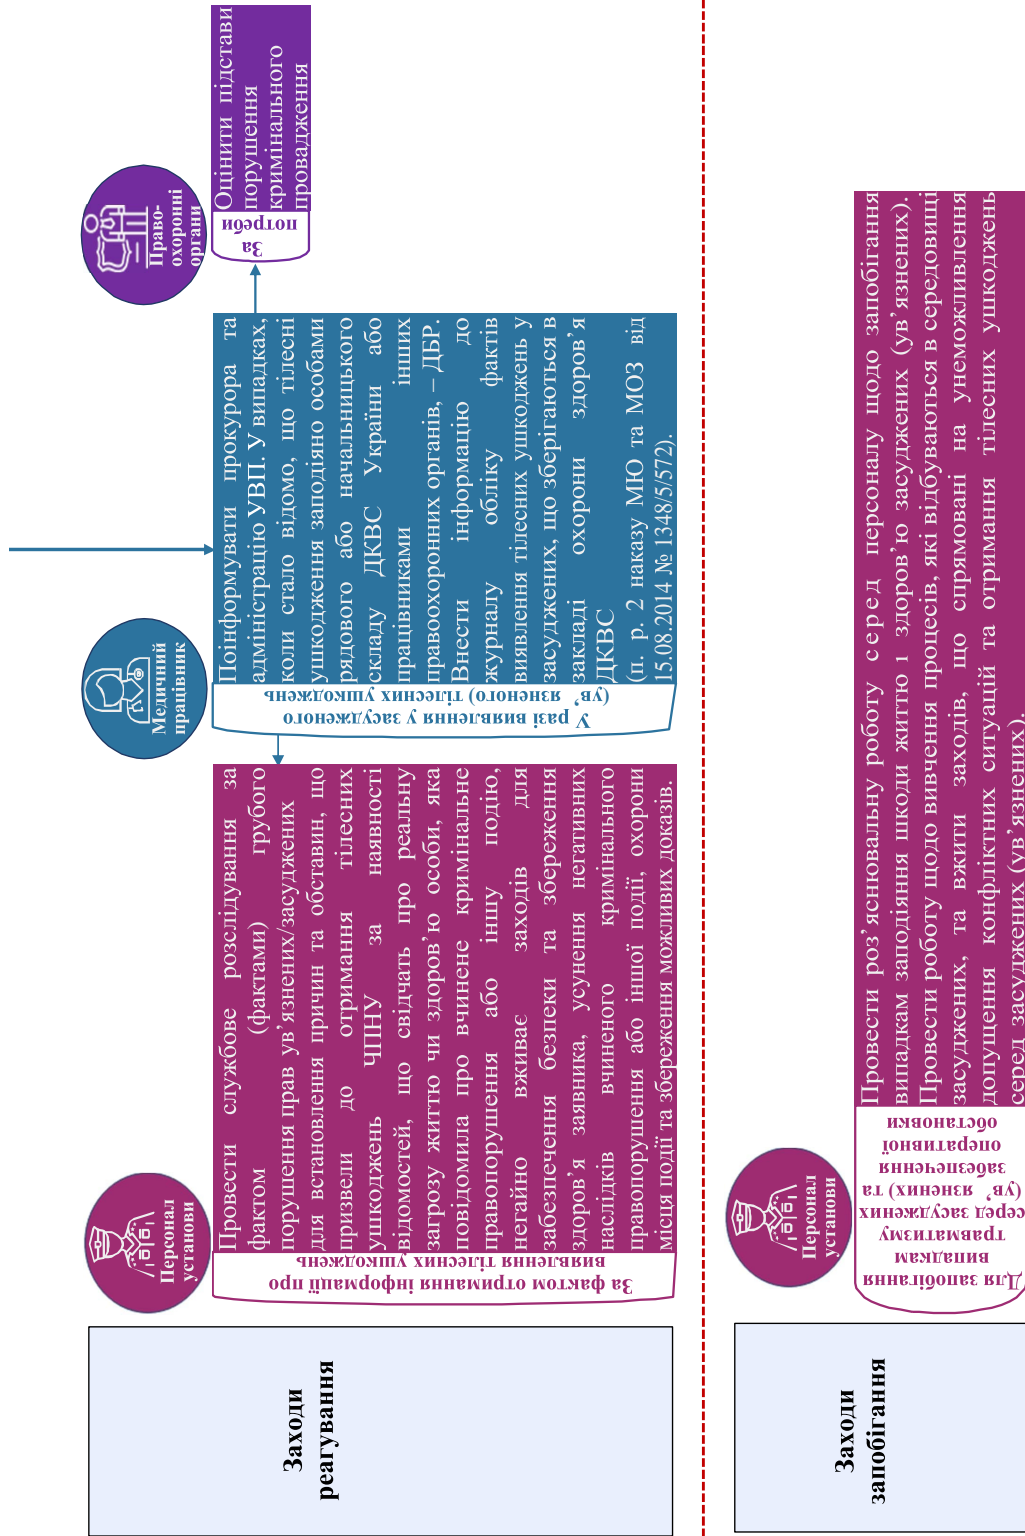 Заходи
реагування
Персонал
установи
За фактом отримання інформації про
виявлення тілесних ушкоджень
Провести службове розслідування за
фактом (фактами) грубого
порушення прав ув’язнених/засуджених
для встановлення причин та обставин, що
призвели до отримання тілесних
ушкоджень ЧПНУ за наявності
відомостей, що свідчать про реальну
загрозу життю чи здоров’ю особи, яка
повідомила про вчинене кримінальне
правопорушення або іншу подію,
негайно вживає заходів для
забезпечення безпеки та збереження
здоров’я заявника, усунення негативних
наслідків вчиненого кримінального
правопорушення або іншої події, охорони
місця події та збереження можливих доказів.
Медичний
працівник
У разі виявлення у засудженого
(ув’язненого) тілесних ушкоджень
Поінформувати прокурора та
адміністрацію УВП. У випадках,
коли стало відомо, що тілесні
ушкодження заподіяно особами
рядового або начальницького
складу ДКВС України або
працівниками інших
правоохоронних органів, – ДБР.
Внести інформацію до
журналу обліку фактів
виявлення тілесних ушкоджень у
засуджених, що зберігаються в
закладі охорони здоров’я
ДКВС
(п. р. 2 наказу МЮ та МОЗ від
15.08.2014 № 1348/5/572).
Право-
охоронні
органи
За
потреби
Оцінити підстави
порушення
кримінального
провадження
Заходи
запобігання
Персонал
установи
Для запобігання
випадкам
травматизму
серед засуджених
(ув’язнених) та
забезпечення
оперативної
обстановки
Провести роз’яснювальну роботу серед персоналу щодо запобігання
випадкам заподіяння шкоди життю і здоров’ю засуджених (ув’язнених).
Провести роботу щодо вивчення процесів, які відбуваються в середовищі
засуджених, та вжити заходів, що спрямовані на унеможливлення
допущення конфліктних ситуацій та отримання тілесних ушкоджень
серед засуджених (ув’язнених).